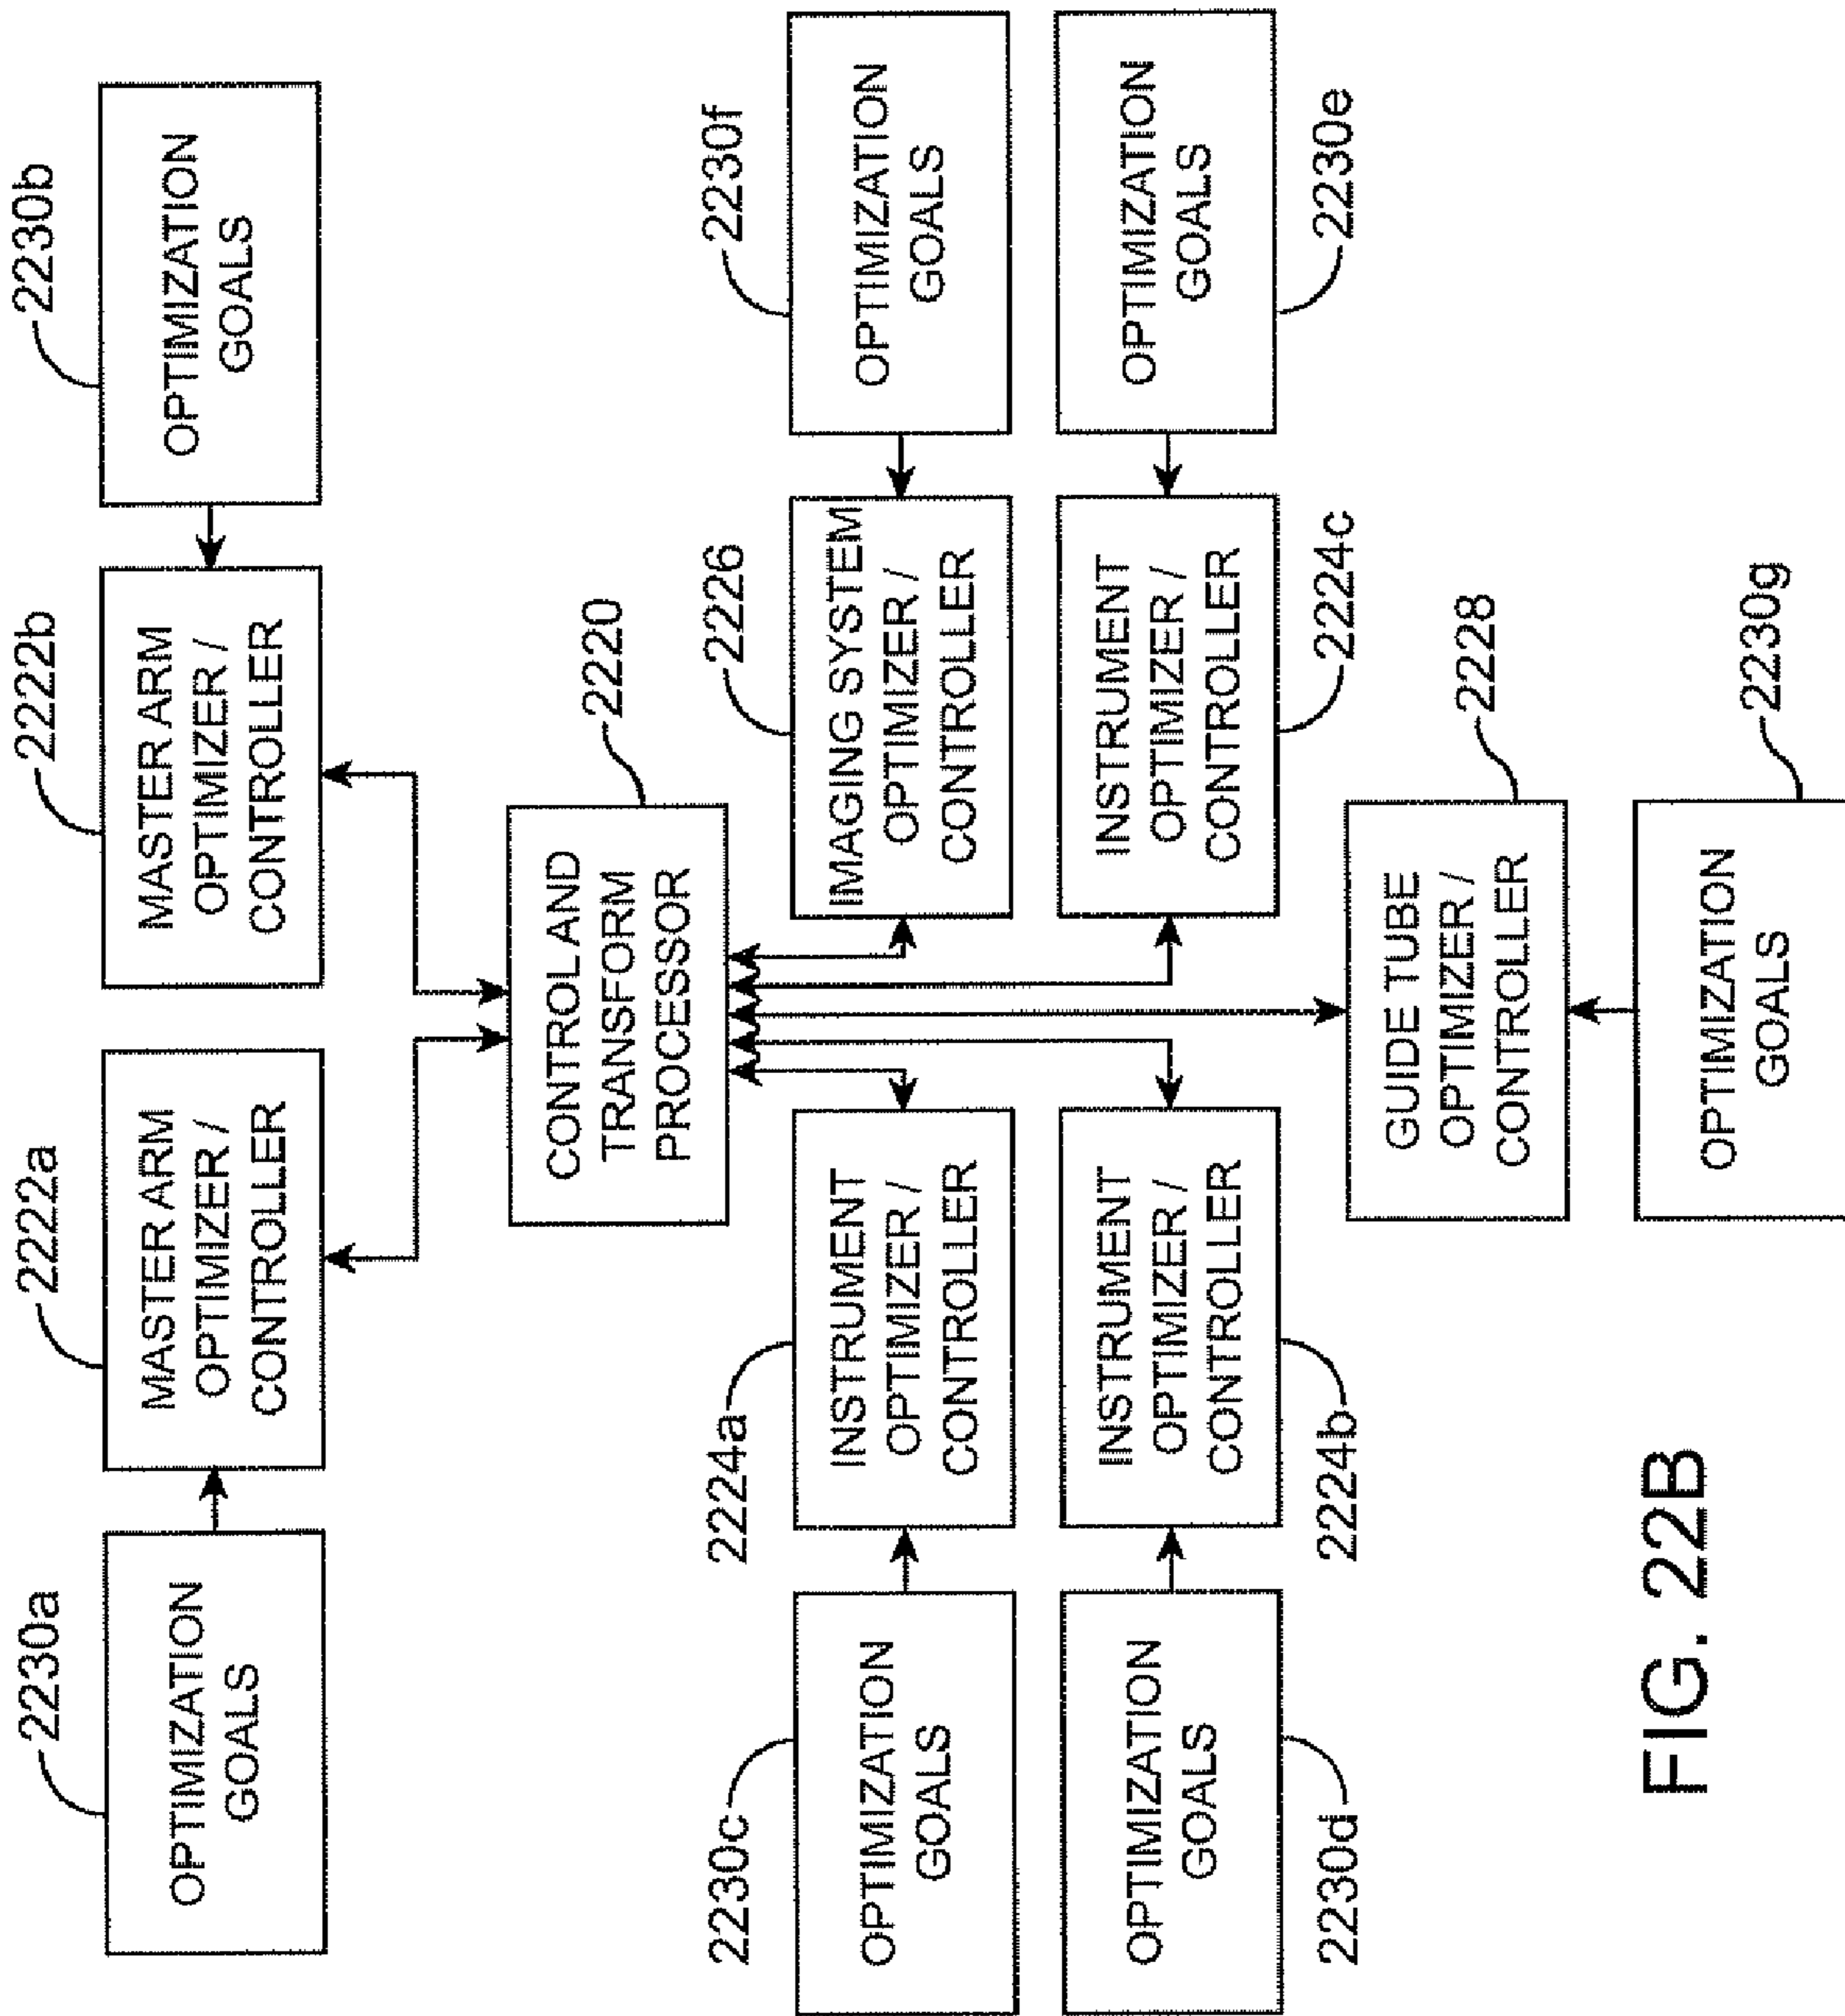 2230a
OPTIMIZATION
GOALS
2222a
MASTER ARM
OPTIMIZER /
CONTROLLER
2222b
MASTER ARM
OPTIMIZER /
CONTROLLER
2230b
OPTIMIZATION
GOALS
CONTROL AND
TRANSFORM
PROCESSOR
2220
2230c
OPTIMIZATION
GOALS
2224a
INSTRUMENT
OPTIMIZER /
CONTROLLER
2226
IMAGING SYSTEM
OPTIMIZER /
CONTROLLER
2230f
OPTIMIZATION
GOALS
OPTIMIZATION
GOALS
2230d
INSTRUMENT
OPTIMIZER /
CONTROLLER
2224b
INSTRUMENT
OPTIMIZER /
CONTROLLER
2224c
OPTIMIZATION
GOALS
2230e
GUIDE TUBE
OPTIMIZER /
CONTROLLER
2228
OPTIMIZATION
GOALS
2230g
FIG. 22B